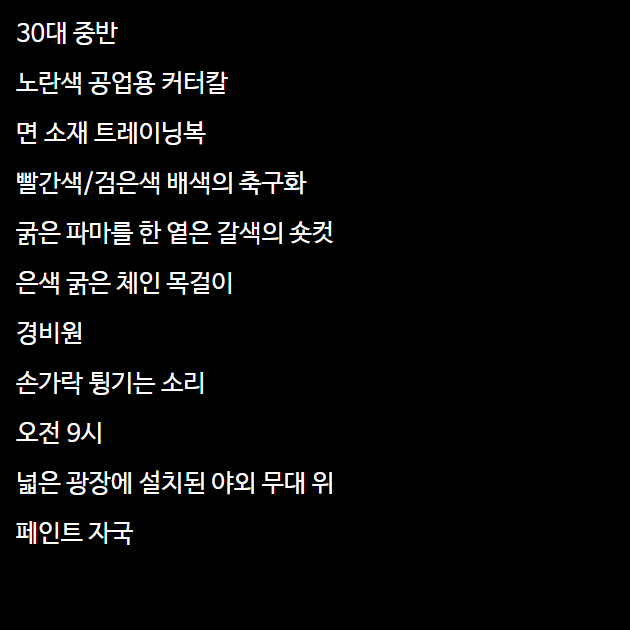 30대 중반
노란색 공업용 커터칼
면 소재 트레이닝복
빨간색/검은색 배색의 축구화
굵은 파마를 한 옅은 갈색의 숏컷
은색 굵은 체인 목걸이
경비원
손가락 튕기는 소리
오전 9시
넓은 광장에 설치된 야외 무대 위
페인트 자국